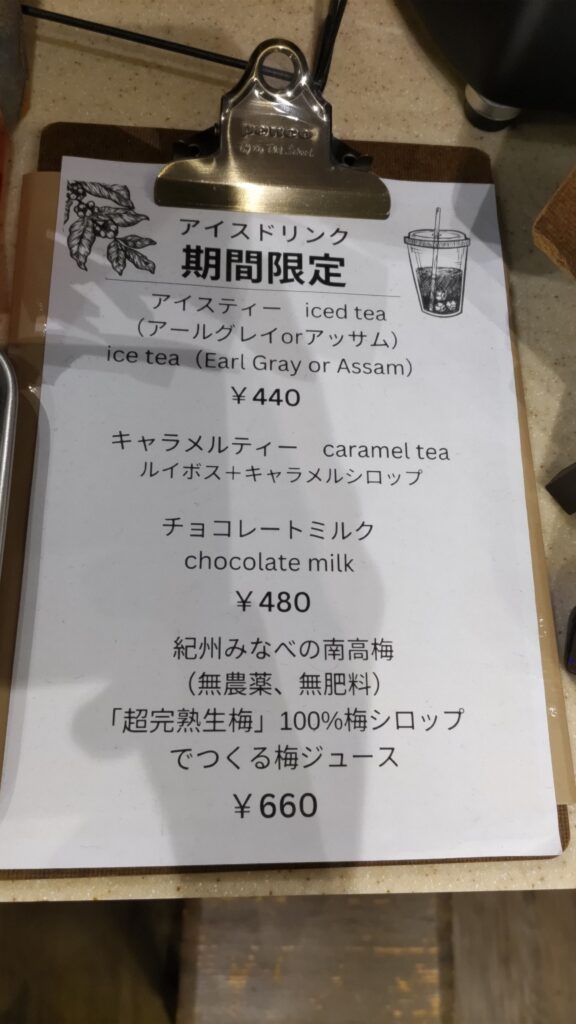 penco
アイスドリンク
期間限定
アイスティー　iced tea
（アールグレイorアッサム）
ice tea（Earl Gray or Assam）
￥440
キャラメルティー　caramel tea
ルイボス＋キャラメルシロップ
チョコレートミルク
chocolate milk
￥480
紀州みなべの南高梅
（無農薬、無肥料）
「超完熟生梅」100%梅シロップ
でつくる梅ジュース
￥660